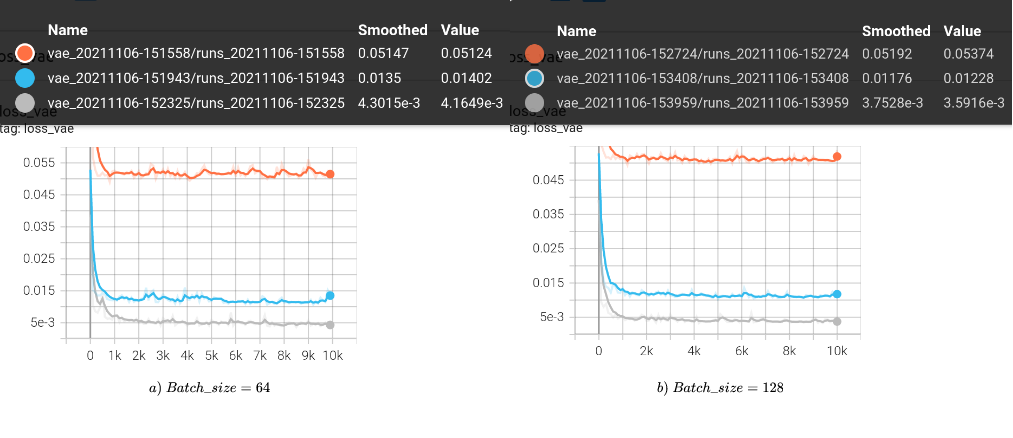 Name Smoothed Value
vae_20211106-151558/runs_20211106-151558 0.05147 0.05124
vae_20211106-151943/runs_20211106-151943 0.0135 0.01402
vae_20211106-152325/runs_20211106-152325 4.3015e-3 4.1649e-3
loss_vae
tag: loss_vae
0.055
0.045
0.035
0.025
0.015
5e-3
0 1k 2k 3k 4k 5k 6k 7k 8k 9k 10k
a) Batch_size = 64
Name Smoothed Value
vae_20211106-152724/runs_20211106-152724 0.05192 0.05374
vae_20211106-153408/runs_20211106-153408 0.01176 0.01228
vae_20211106-153959/runs_20211106-153959 3.7528e-3 3.5916e-3
loss_vae
tag: loss_vae
0.045
0.035
0.025
0.015
5e-3
0 2k 4k 6k 8k 10k
b) Batch_size = 128